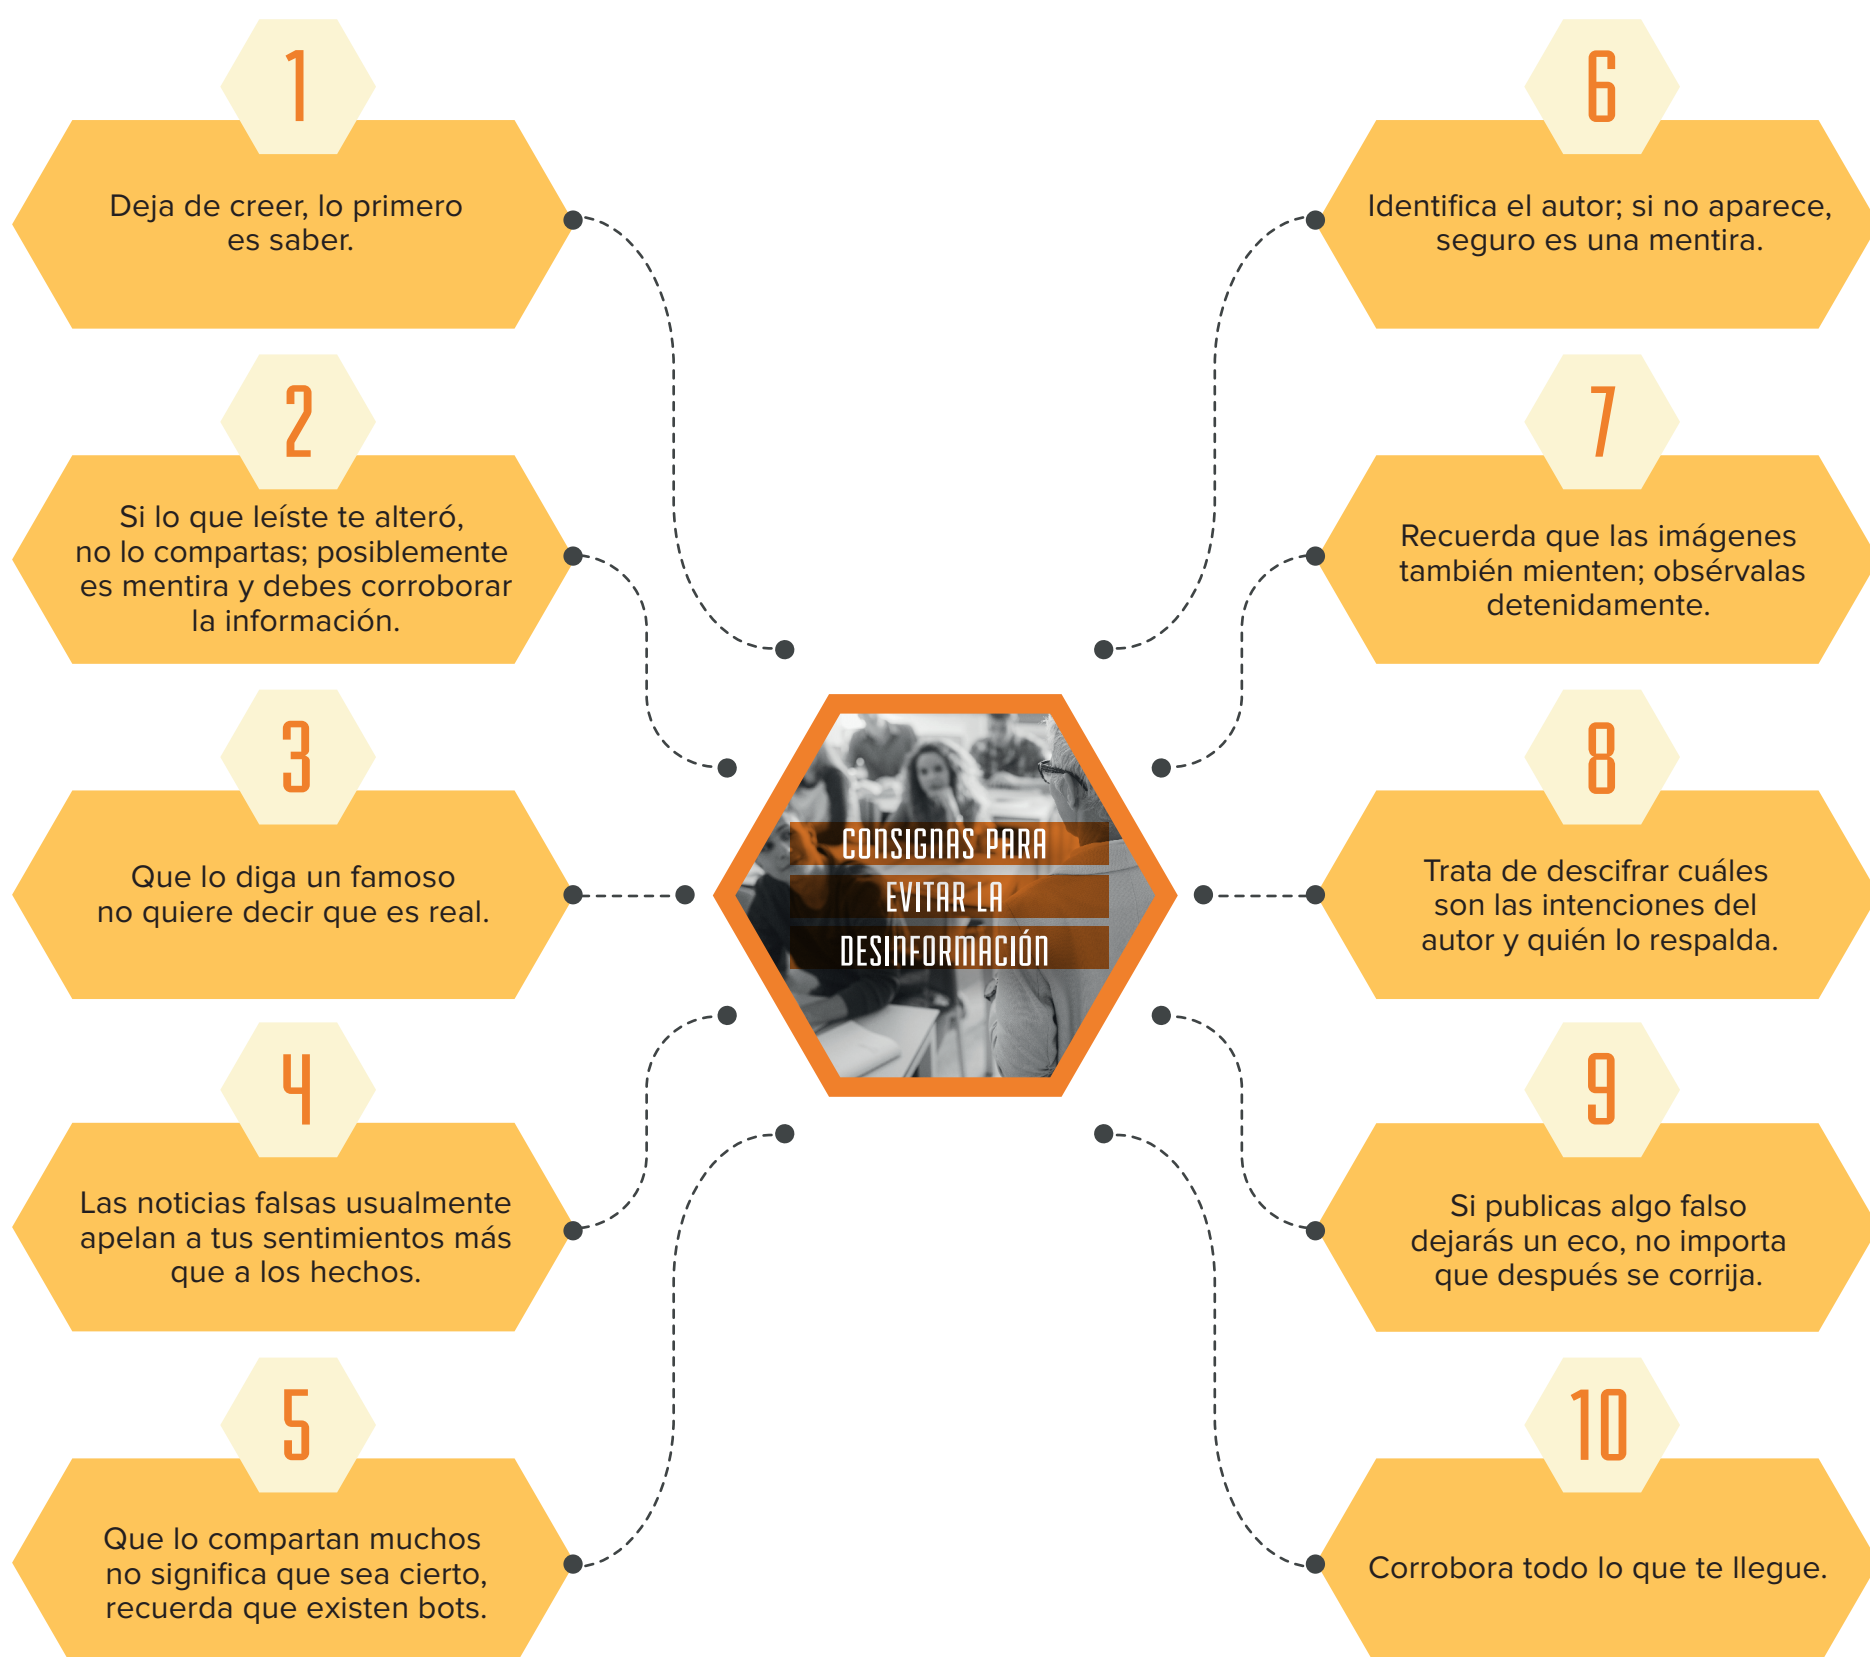 1
Deja de creer, lo primero
es saber.
2
Si lo que leíste te alteró,
no lo compartas; posiblemente
es mentira y debes corroborar
la información.
3
Que lo diga un famoso
no quiere decir que es real.
4
Las noticias falsas usualmente
apelan a tus sentimientos más
que a los hechos.
5
Que lo compartan muchos
no significa que sea cierto,
recuerda que existen bots.
CONSIGNAS PARA
EVITAR LA
DESINFORMACIÓN
6
Identifica el autor; si no aparece,
seguro es una mentira.
7
Recuerda que las imágenes
también mienten; obsérvalas
detenidamente.
8
Trata de descifrar cuáles
son las intenciones del
autor y quién lo respalda.
9
Si publicas algo falso
dejarás un eco, no importa
que después se corrija.
10
Corrobora todo lo que te llegue.